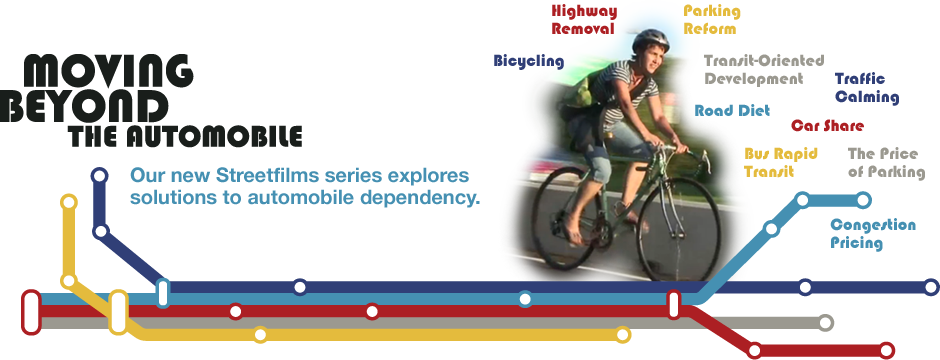 MOVING
BEYOND
THE AUTOMOBILE
Our new Streetfilms series explores
solutions to automobile dependency.
Highway
Removal
Parking
Reform
Bicycling
Transit-Oriented
Development
Traffic
Calming
Road Diet
Car Share
Bus Rapid
Transit
The Price
of Parking
Congestion
Pricing